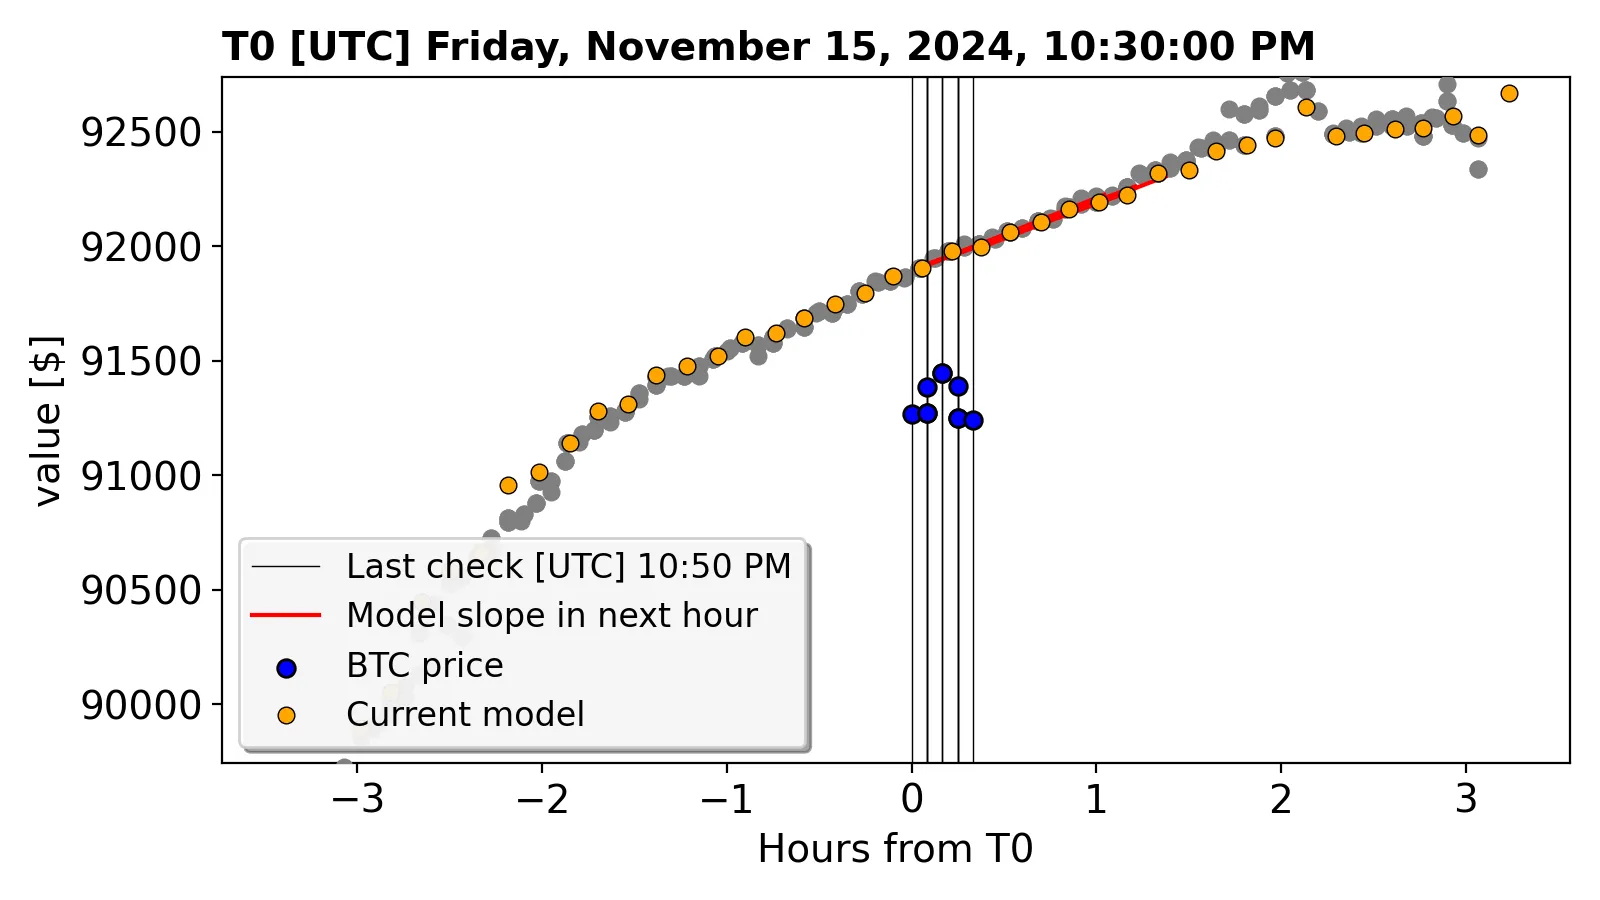 T0 [UTC] Friday, November 15, 2024, 10:30:00 PM
value [$]
92500
92000
91500
91000
90500
90000
Last check [UTC] 10:50 PM
Model slope in next hour
BTC price
Current model
−3
−2
−1
0
1
2
3
Hours from T0